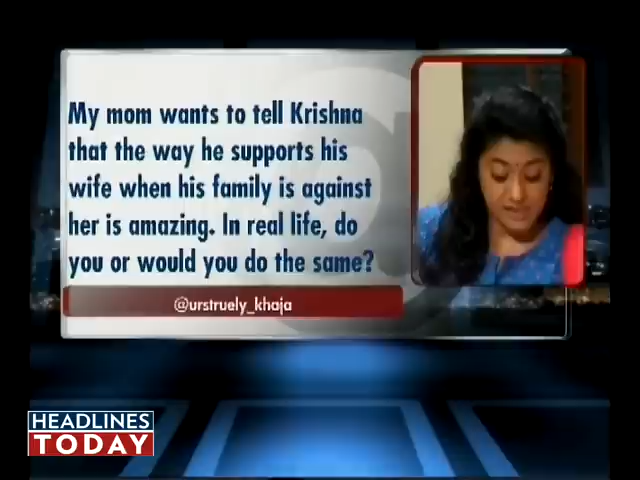 My mom wants to tell Krishna
that the way he supports his
wife when his family is against
her is amazing. In real life, do
you or would you do the same?
@urstruely_khaja
HEADLINES
TODAY